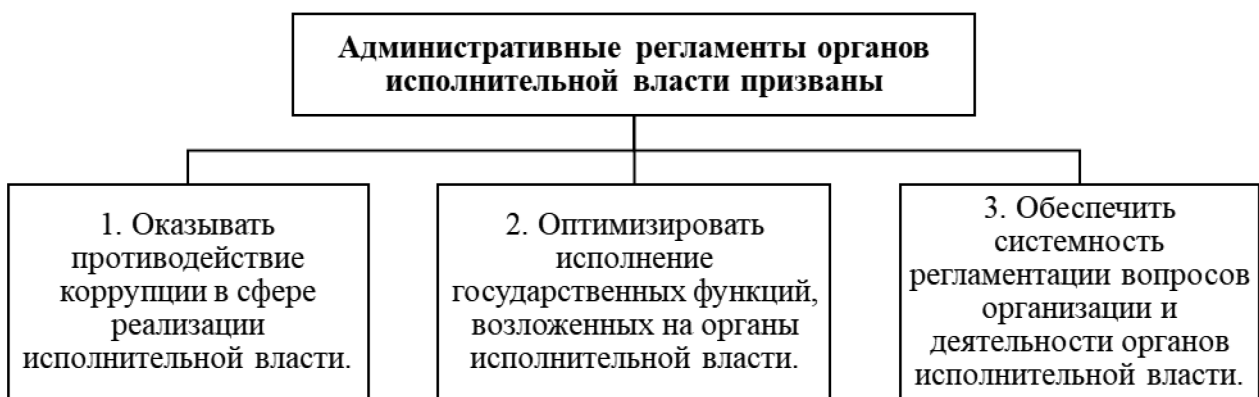 Административные регламенты органов
исполнительной власти призваны
1. Оказывать
противодействие
коррупции в сфере
реализации
исполнительной власти.
2. Оптимизировать
исполнение
государственных функций,
возложенных на органы
исполнительной власти.
3. Обеспечить
системность
регламентации вопросов
организации и
деятельности органов
исполнительной власти.